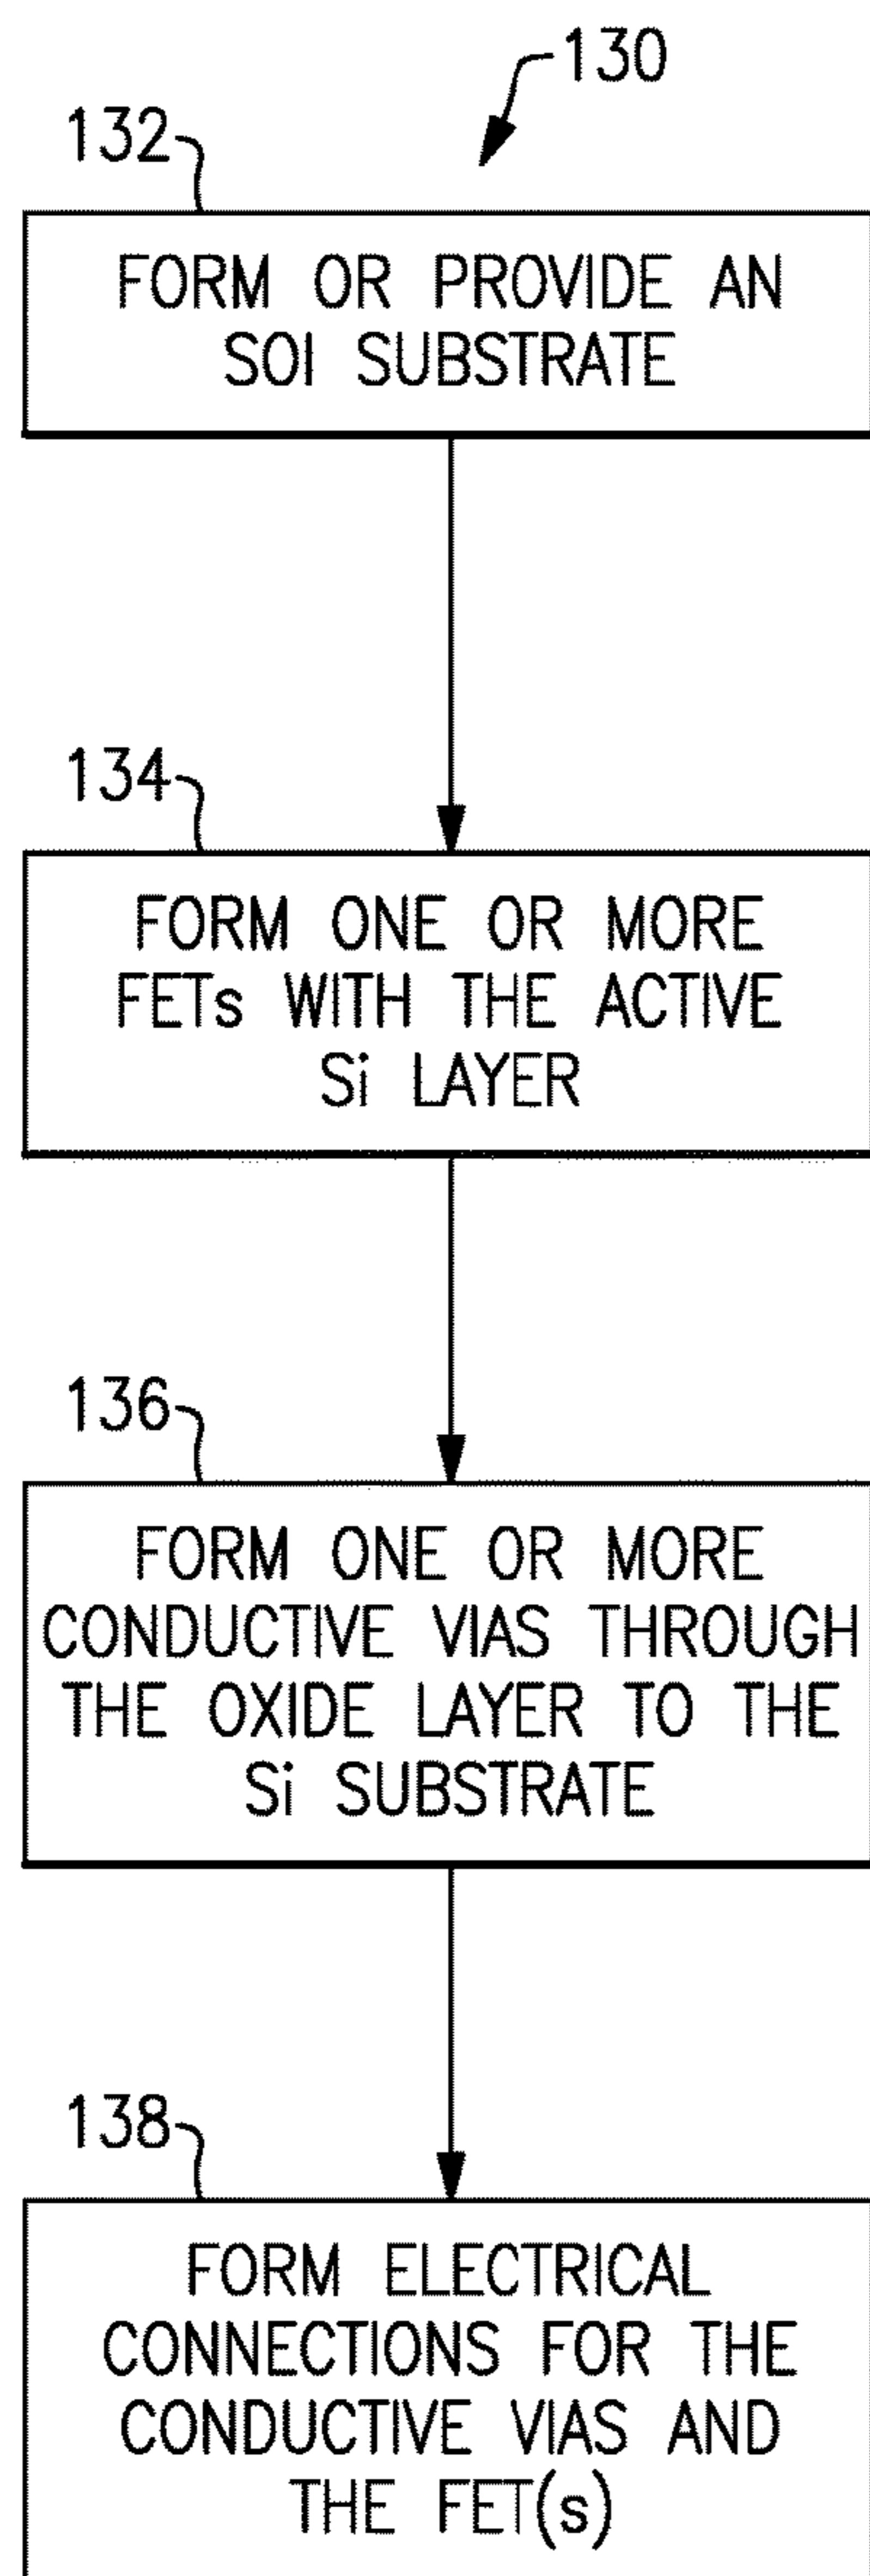 130
132
FORM OR PROVIDE AN
SOI SUBSTRATE
134
FORM ONE OR MORE
FETs WITH THE ACTIVE
Si LAYER
136
FORM ONE OR MORE
CONDUCTIVE VIAS THROUGH
THE OXIDE LAYER TO THE
Si SUBSTRATE
138
FORM ELECTRICAL
CONNECTIONS FOR THE
CONDUCTIVE VIAS AND
THE FET(s)